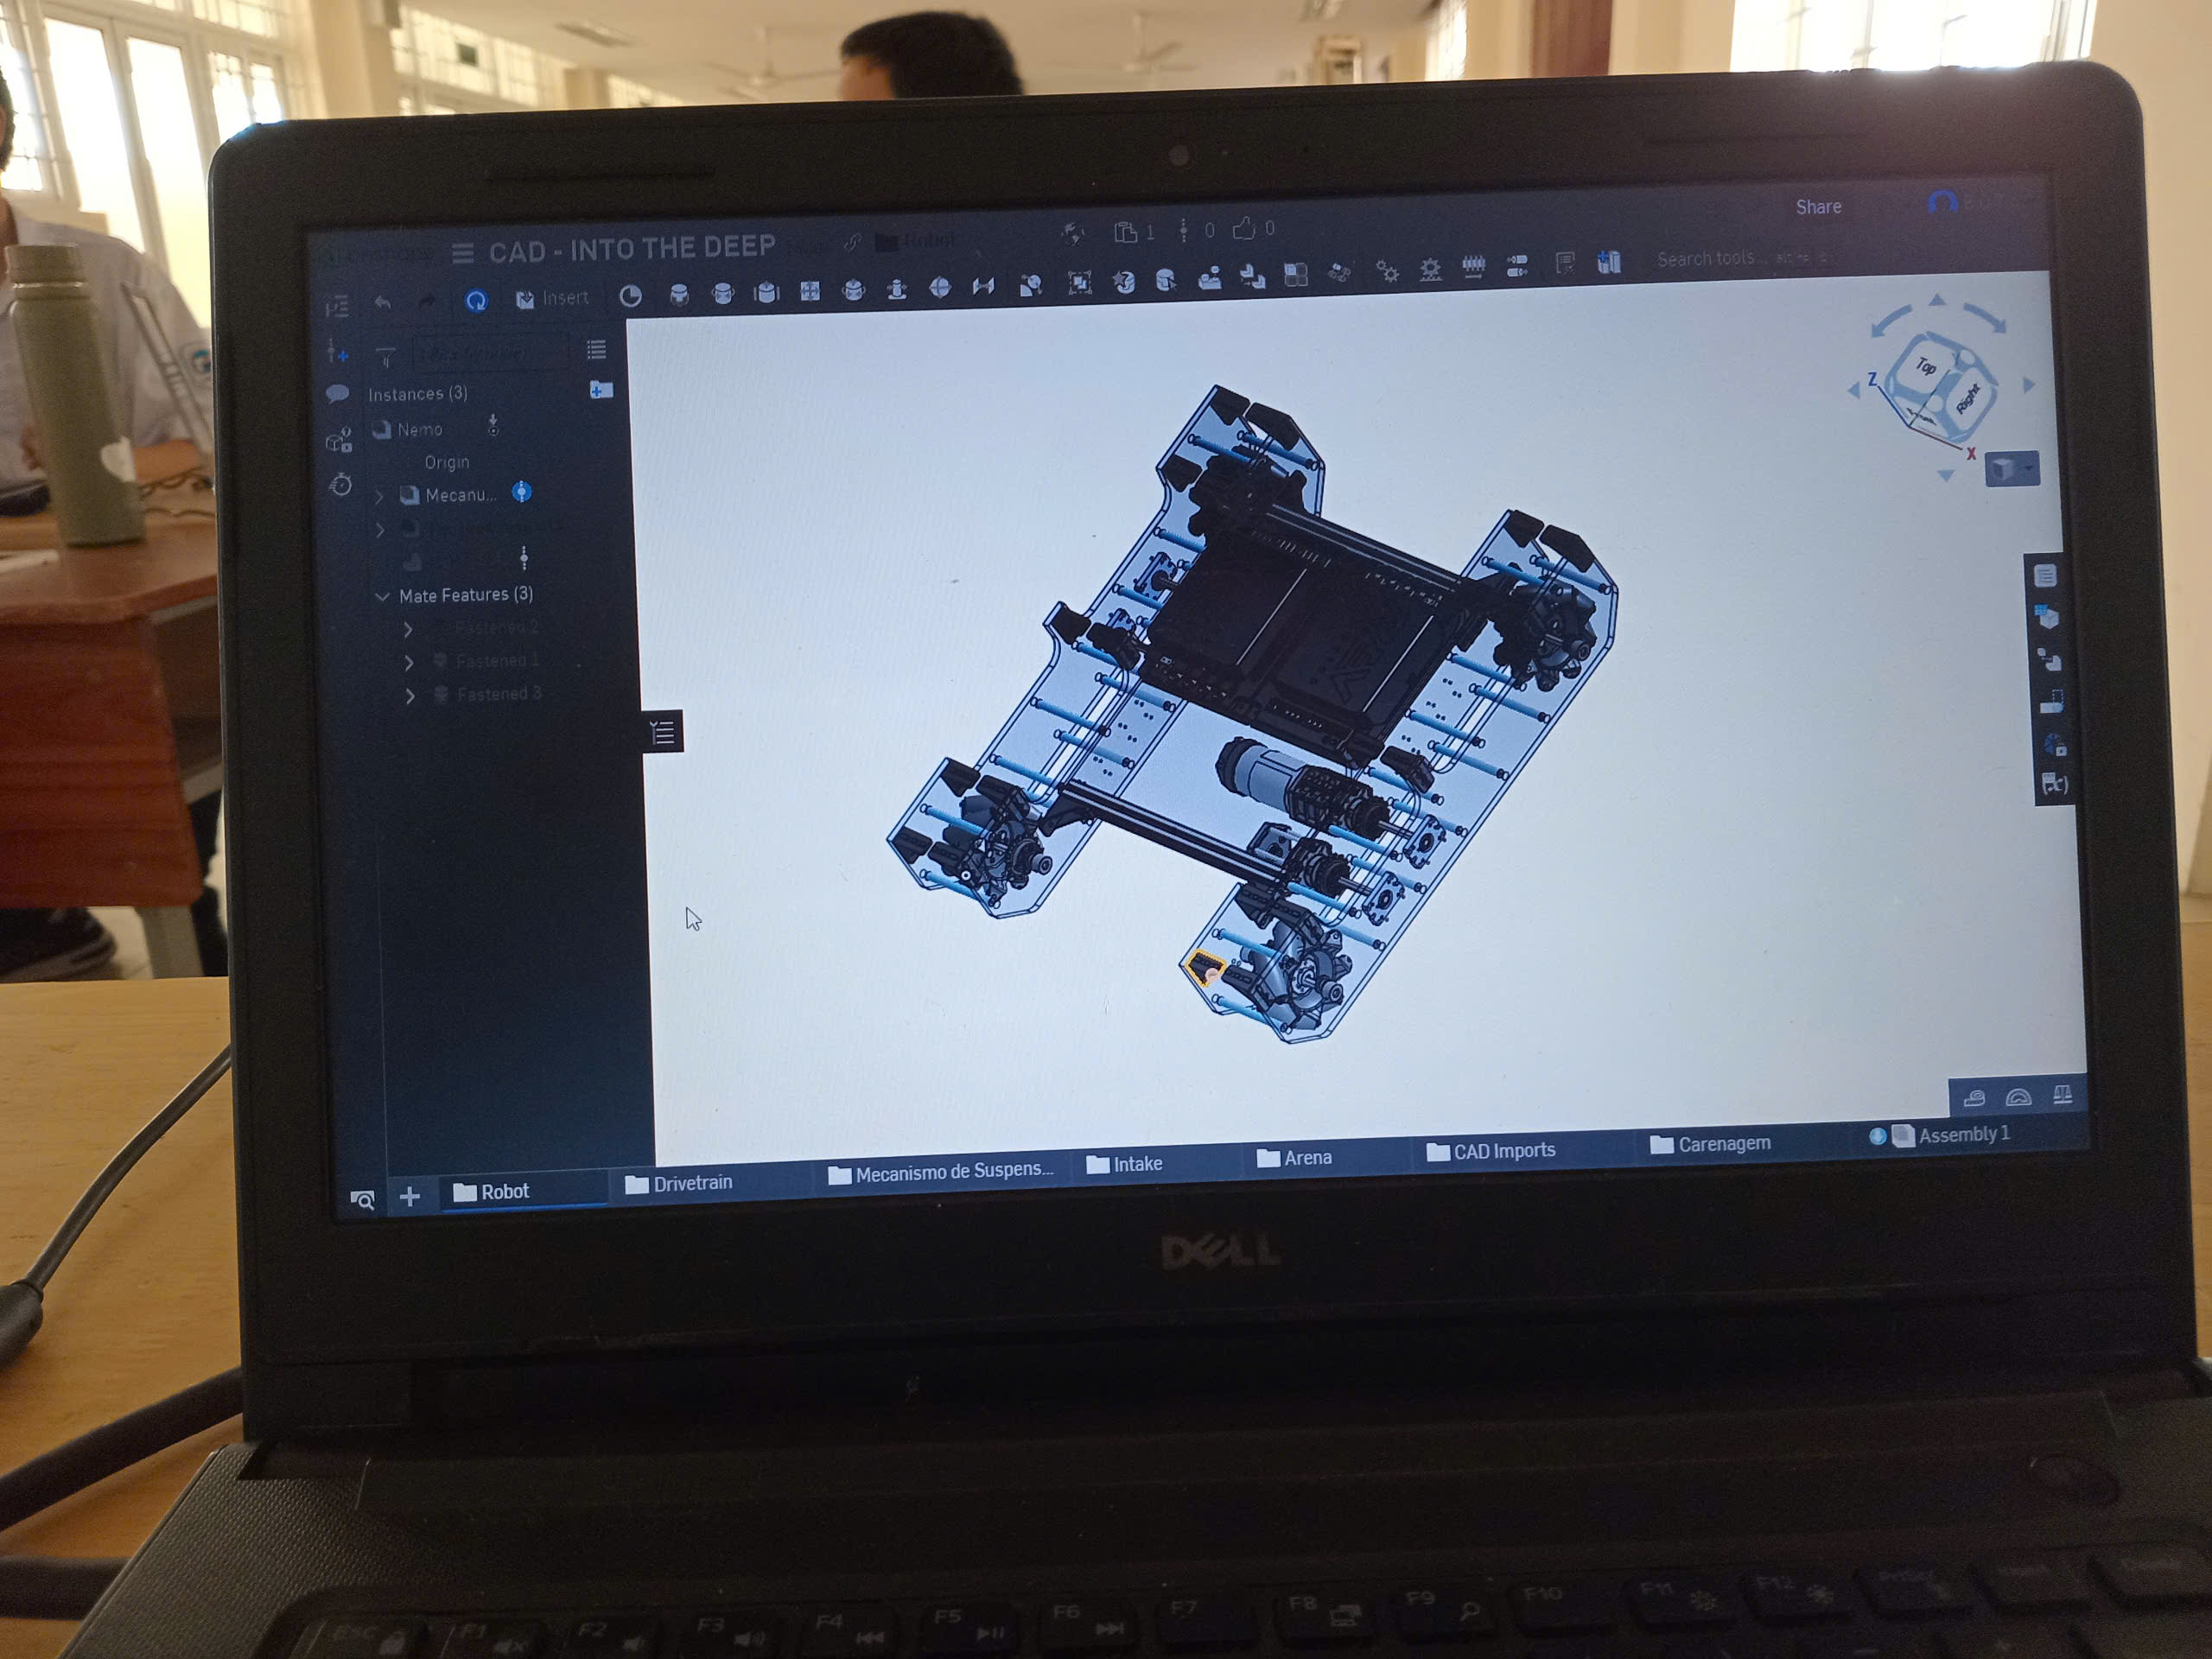 Share
CAD - INTO THE DEEP
Robot
1
0
0
Insert
Search tools...
Instances (3)
Nemo
Origin
Mecanu...
Mate Features (3)
Fastened 2
Fastened 1
Fastened 3
Top
Right
Z
X
Robot
Drivetrain
Mecanismo de Suspens...
Intake
Arena
CAD Imports
Carenagem
Assembly 1
DELL
Esc
F1
F2
F3
F4
F5
F6
F7
F8
F9
F10
F11
F12